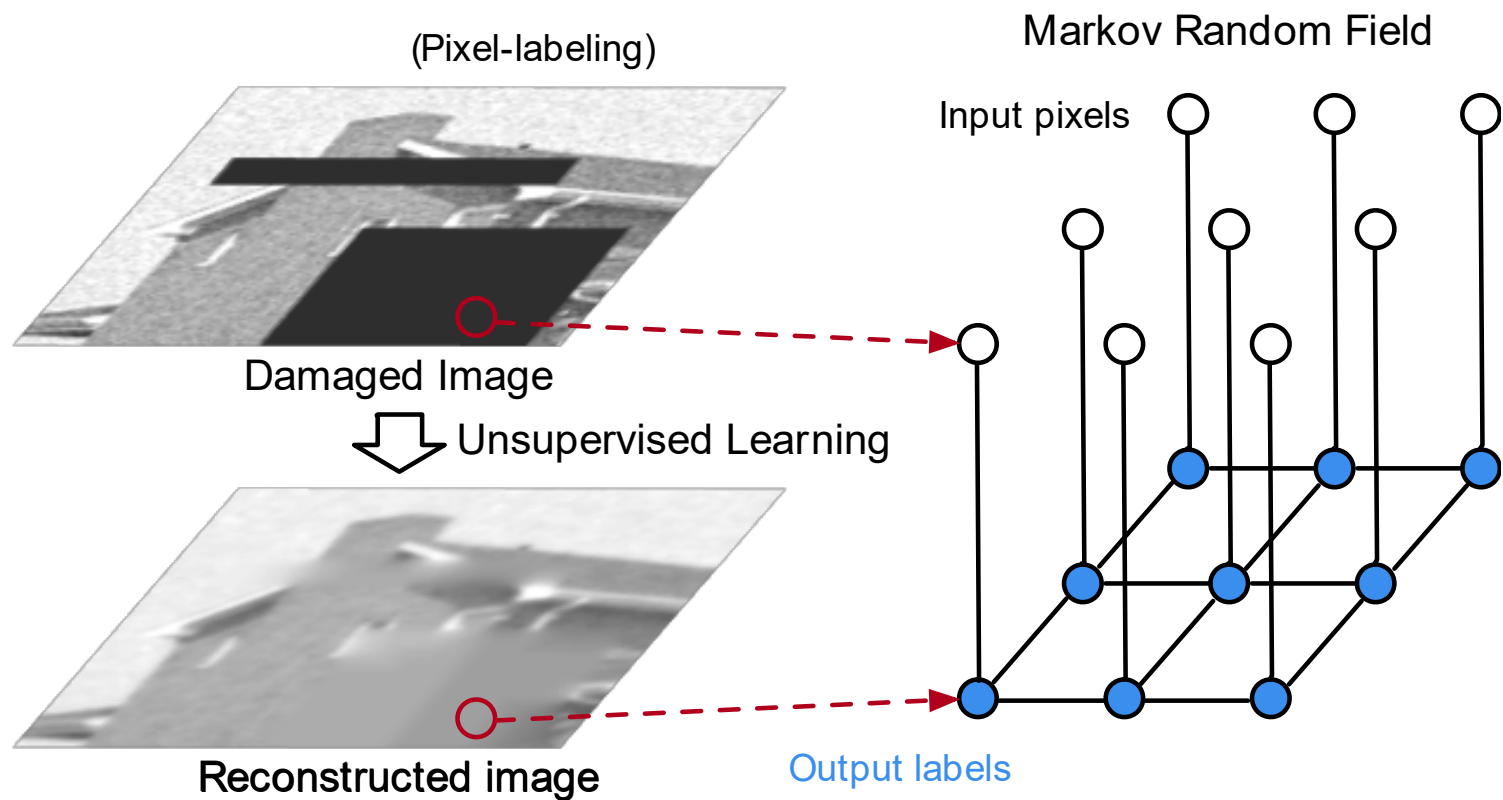 (Pixel-labeling)
Markov Random Field
Input pixels
Damaged Image
Unsupervised Learning
Reconstructed image
Output labels